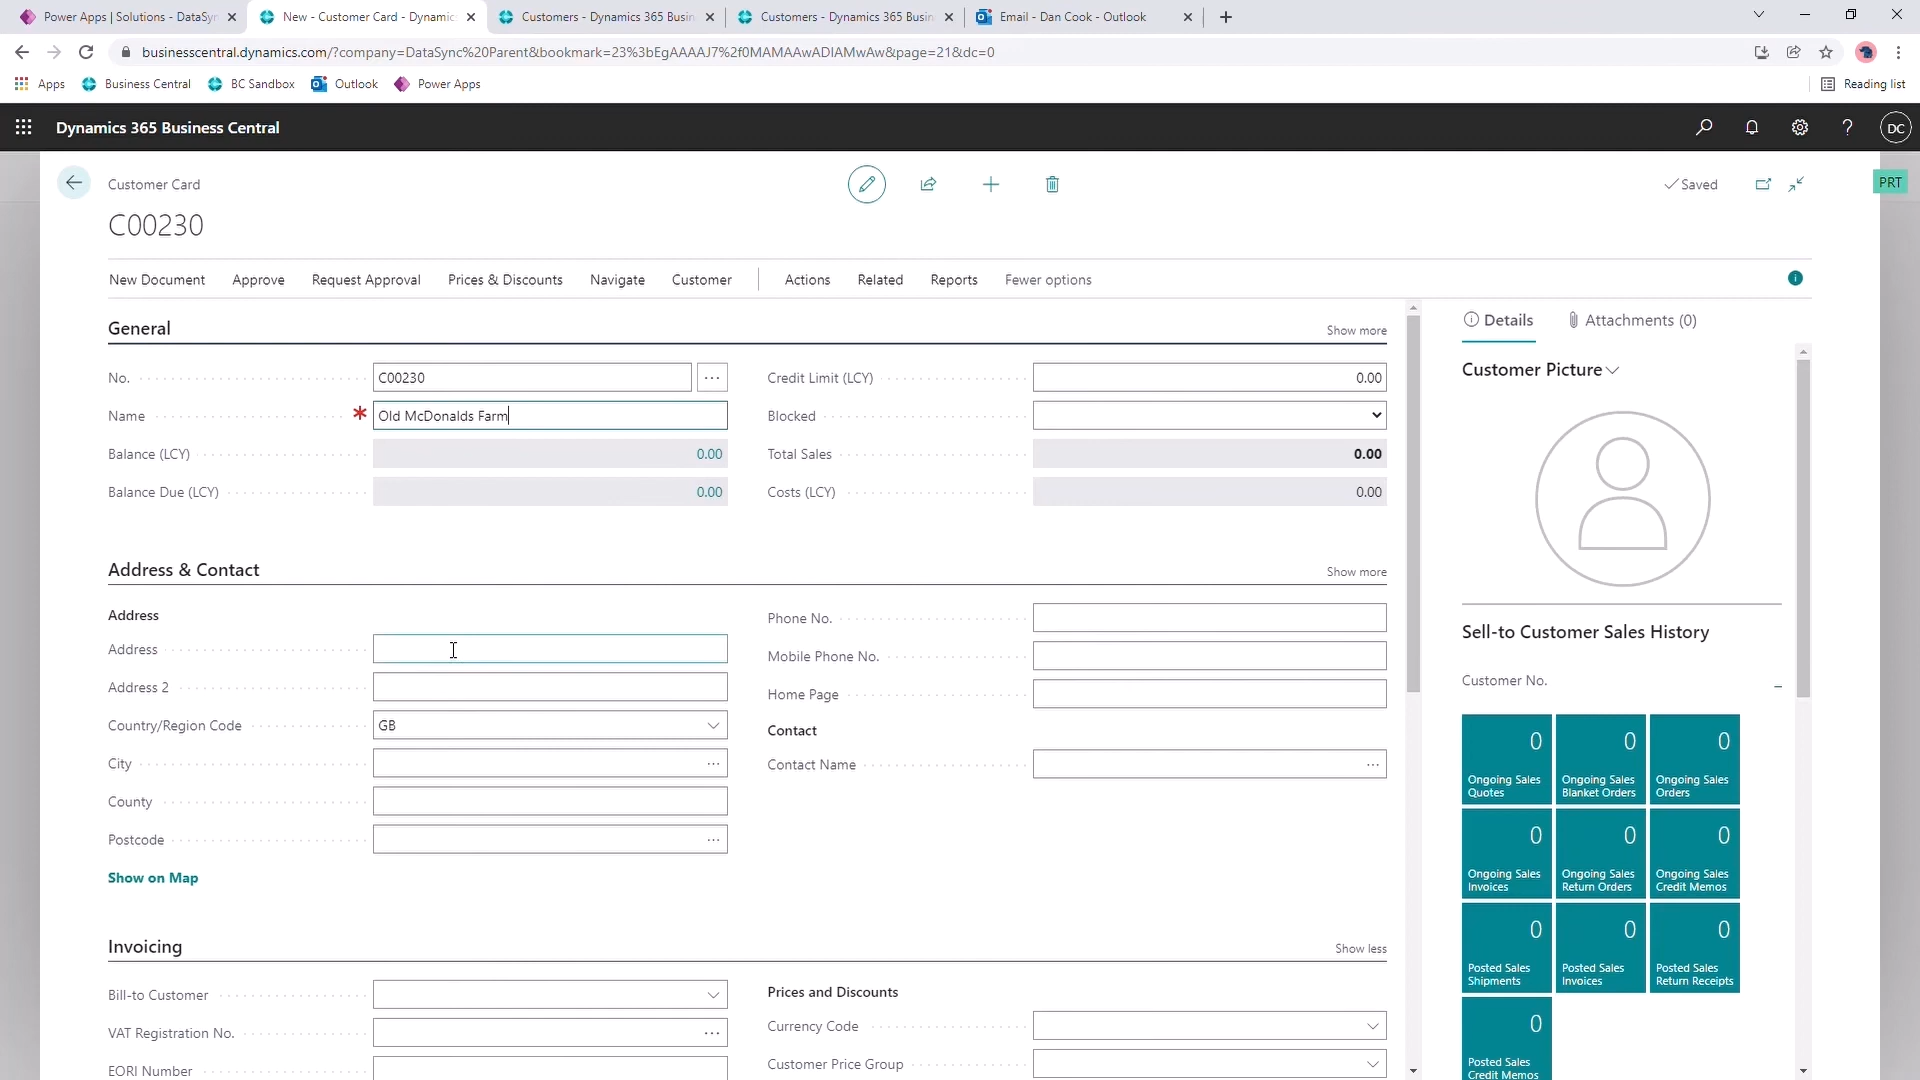 Power Apps | Solutions - DataSyn
New - Customer Card - Dynamics
Customers - Dynamics 365 Busin
Customers - Dynamics 365 Busin
Email - Dan Cook - Outlook
businesscentral.dynamics.com/?company=DataSync%20Parent&bookmark=23%3bEgAAAAJ7%2f0MAMAAwADIAMwAw&page=21&dc=0
Apps
Business Central
BC Sandbox
Outlook
Power Apps
Reading list
Dynamics 365 Business Central
DC
Customer Card
Saved
PRT
C00230
New Document
Approve
Request Approval
Prices & Discounts
Navigate
Customer
Actions
Related
Reports
Fewer options
General
Show more
No.
C00230
Name
Old McDonalds Farm
Balance (LCY)
0.00
Balance Due (LCY)
0.00
Credit Limit (LCY)
0.00
Blocked
Total Sales
0.00
Costs (LCY)
0.00
Address & Contact
Show more
Address
Address
Address 2
Country/Region Code
GB
City
County
Postcode
Show on Map
Phone No.
Mobile Phone No.
Home Page
Contact
Contact Name
Invoicing
Show less
Bill-to Customer
VAT Registration No.
EORI Number
Prices and Discounts
Currency Code
Customer Price Group
Details
Attachments (0)
Customer Picture
Sell-to Customer Sales History
Customer No.
0
Ongoing Sales
Quotes
0
Ongoing Sales
Blanket Orders
0
Ongoing Sales
Orders
0
Ongoing Sales
Invoices
0
Ongoing Sales
Return Orders
0
Ongoing Sales
Credit Memos
0
Posted Sales
Shipments
0
Posted Sales
Invoices
0
Posted Sales
Return Receipts
0
Posted Sales
Credit Memos